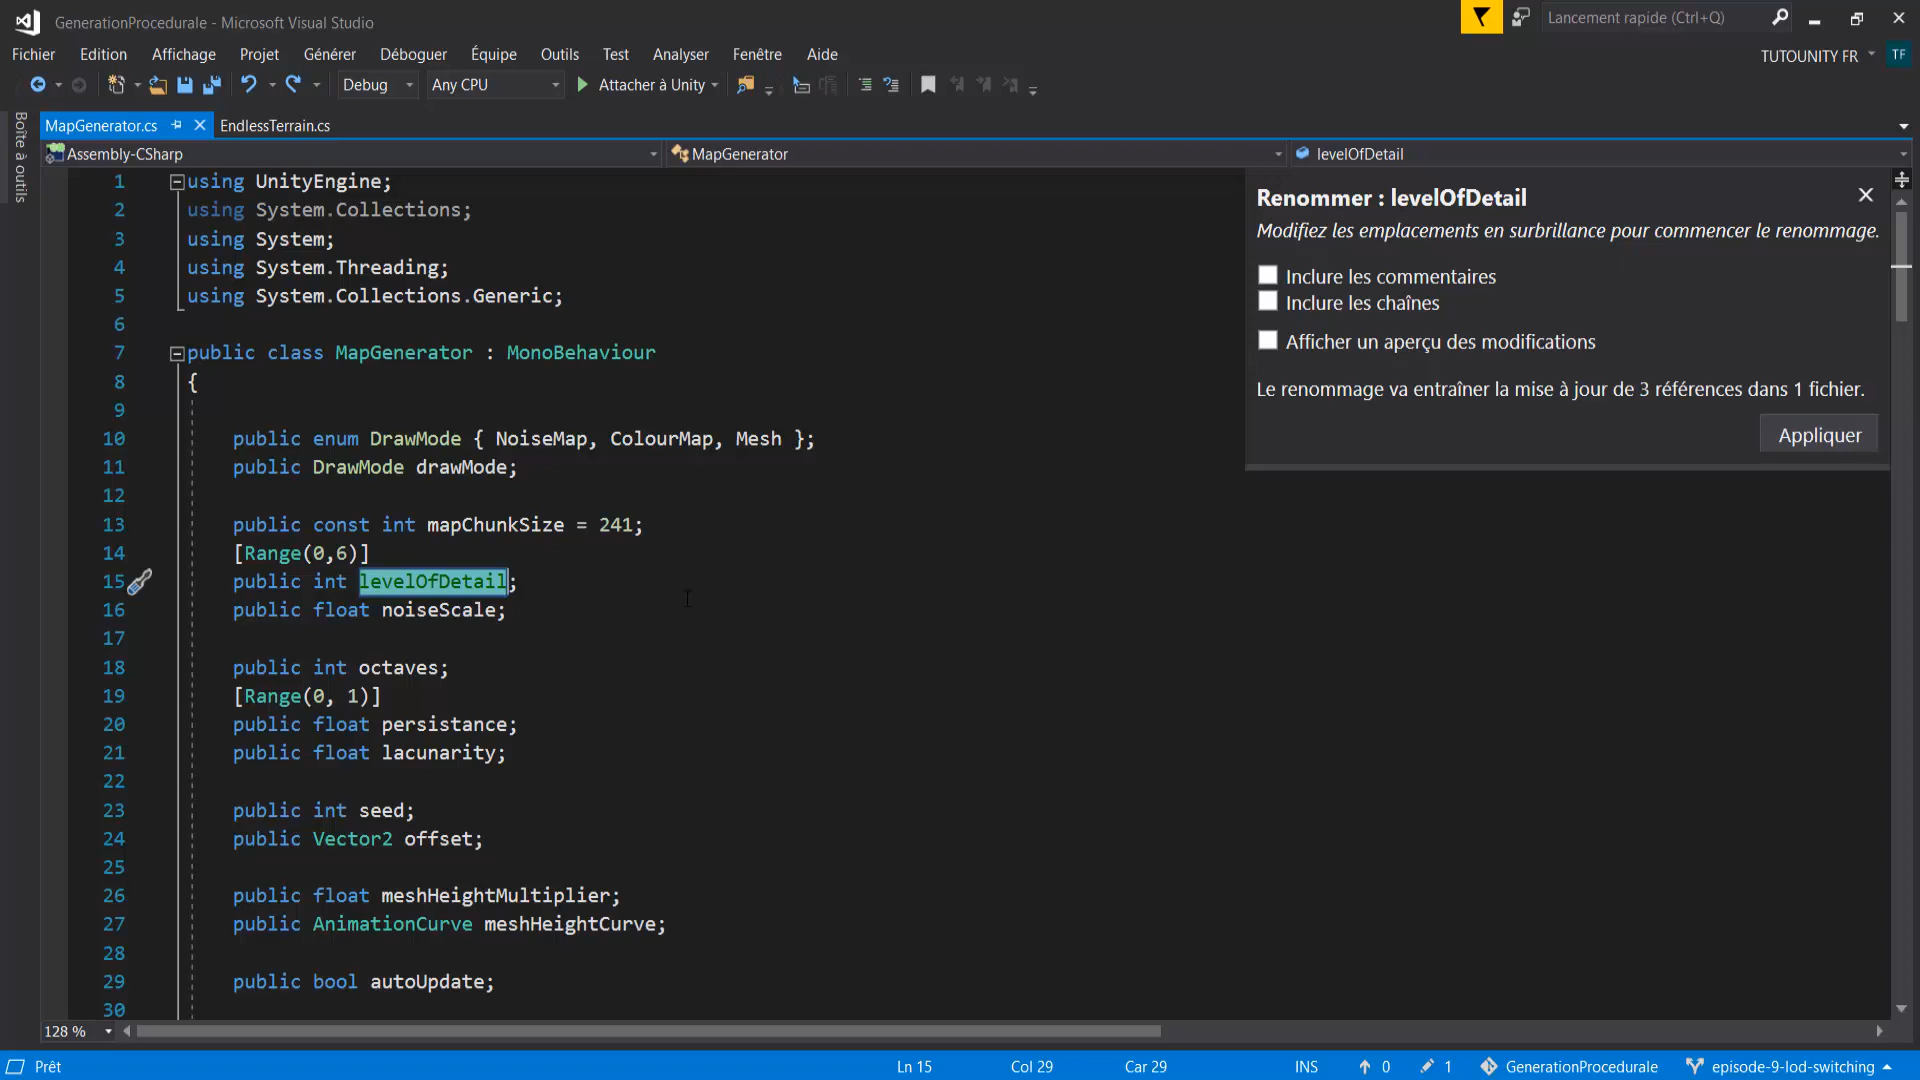 GenerationProcedurale - Microsoft Visual Studio
Lancement rapide (Ctrl+Q)
Fichier Edition Affichage Projet Générer Déboguer Équipe Outils Test Analyser Fenêtre Aide
TUTOUNITY FR TF
Debug Any CPU Attacher à Unity
Boîte à outils
MapGenerator.cs EndlessTerrain.cs
Assembly-CSharp MapGenerator levelOfDetail
1 using UnityEngine;
2 using System.Collections;
3 using System;
4 using System.Threading;
5 using System.Collections.Generic;
6
7 public class MapGenerator : MonoBehaviour
8 {
9
10 public enum DrawMode { NoiseMap, ColourMap, Mesh };
11 public DrawMode drawMode;
12
13 public const int mapChunkSize = 241;
14 [Range(0,6)]
15 public int levelOfDetail;
16 public float noiseScale;
17
18 public int octaves;
19 [Range(0, 1)]
20 public float persistance;
21 public float lacunarity;
22
23 public int seed;
24 public Vector2 offset;
25
26 public float meshHeightMultiplier;
27 public AnimationCurve meshHeightCurve;
28
29 public bool autoUpdate;
30
Renommer : levelOfDetail
Modifiez les emplacements en surbrillance pour commencer le renommage.
Inclure les commentaires
Inclure les chaînes
Afficher un aperçu des modifications
Le renommage va entraîner la mise à jour de 3 références dans 1 fichier.
Appliquer
128 %
Prêt Ln 15 Col 29 Car 29 INS 0 1 GenerationProcedurale episode-9-lod-switching